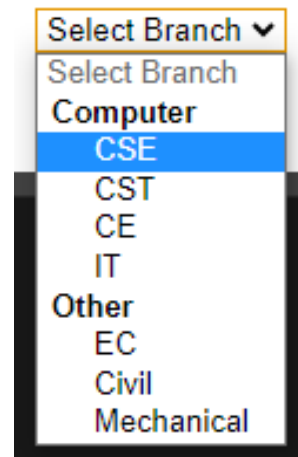 Select Branch
Select Branch
Computer
CSE
CST
CE
IT
Other
EC
Civil
Mechanical